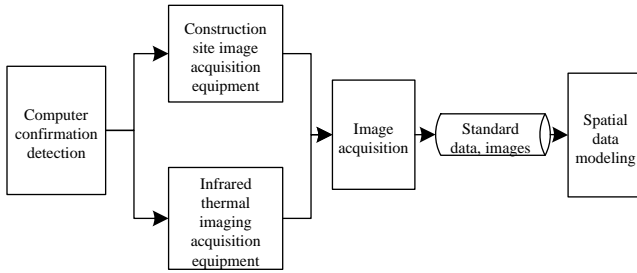 Computer
confirmation
detection
Construction
site image
acquisition
equipment
Infrared
thermal
imaging
acquisition
equipment
Image
acquisition
Standard
data, images
Spatial
data
modeling